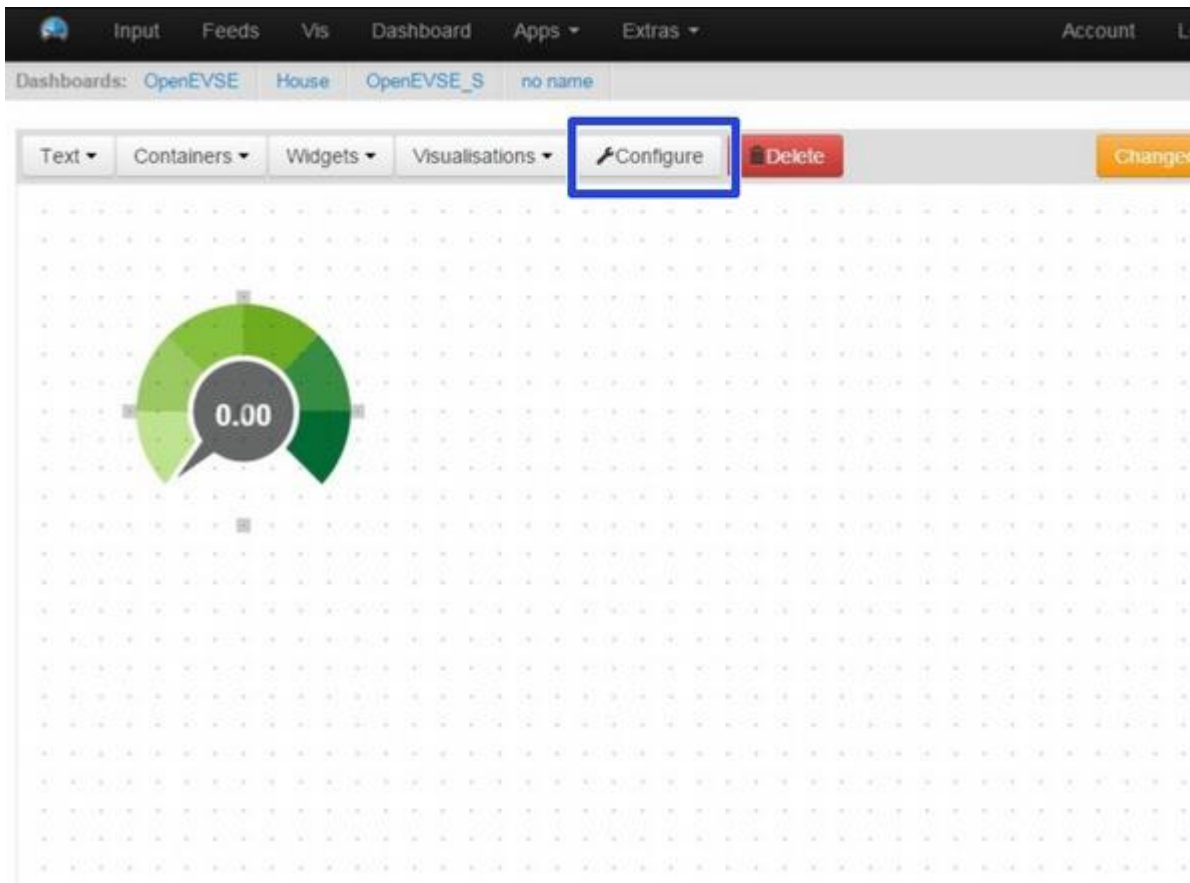 Input Feeds Vis Dashboard Apps Extras Account L
Dashboards: OpenEVSE House OpenEVSE_S no name
Text Containers Widgets Visualisations Configure Delete Changed
0.00